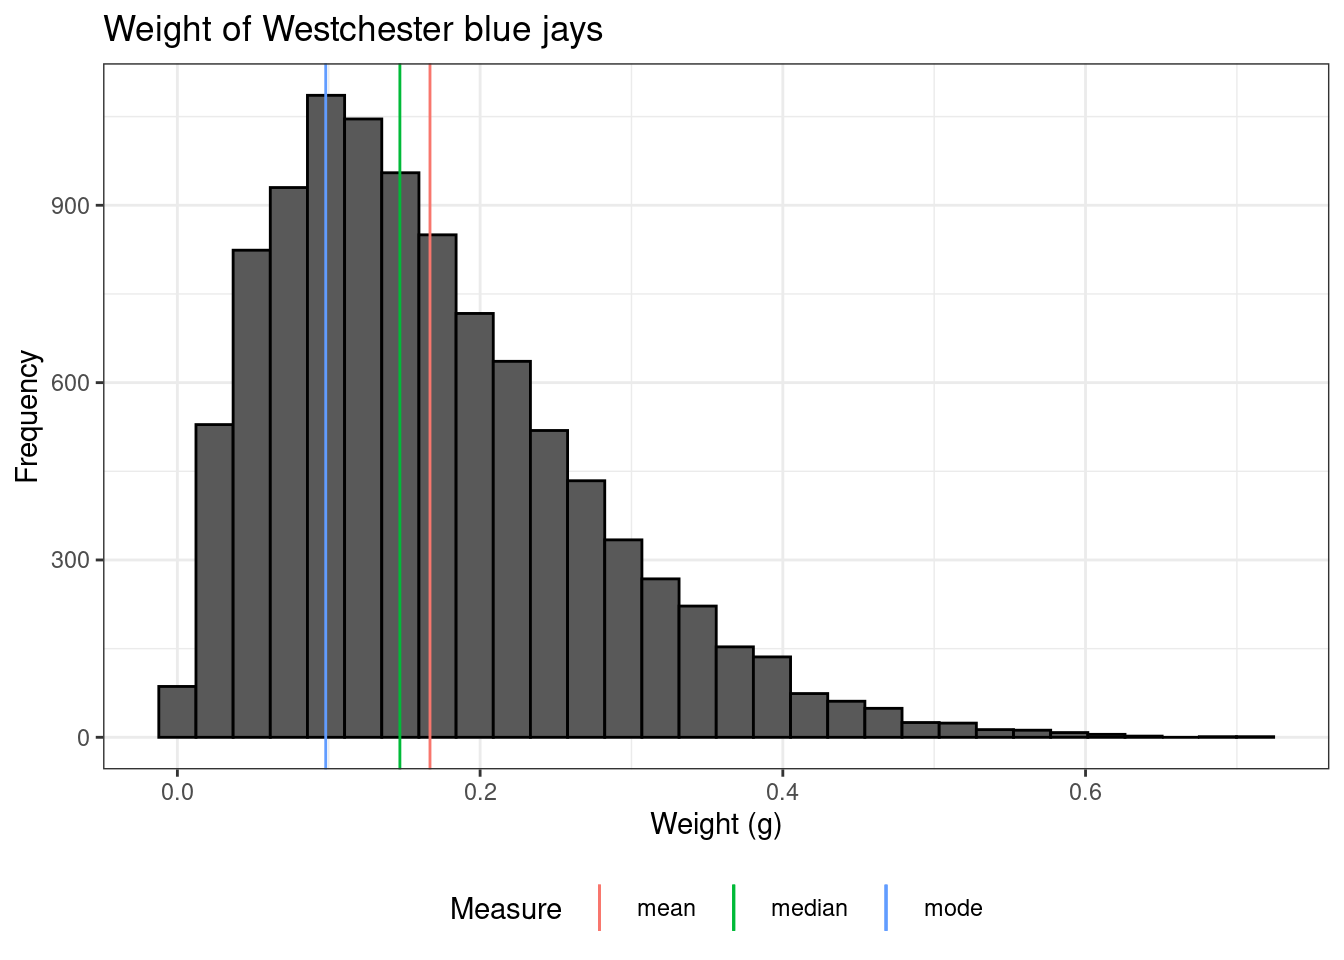 Weight of Westchester blue jays
Frequency
900
600
300
0
0.0 0.2 0.4 0.6
Weight (g)
Measure mean median mode